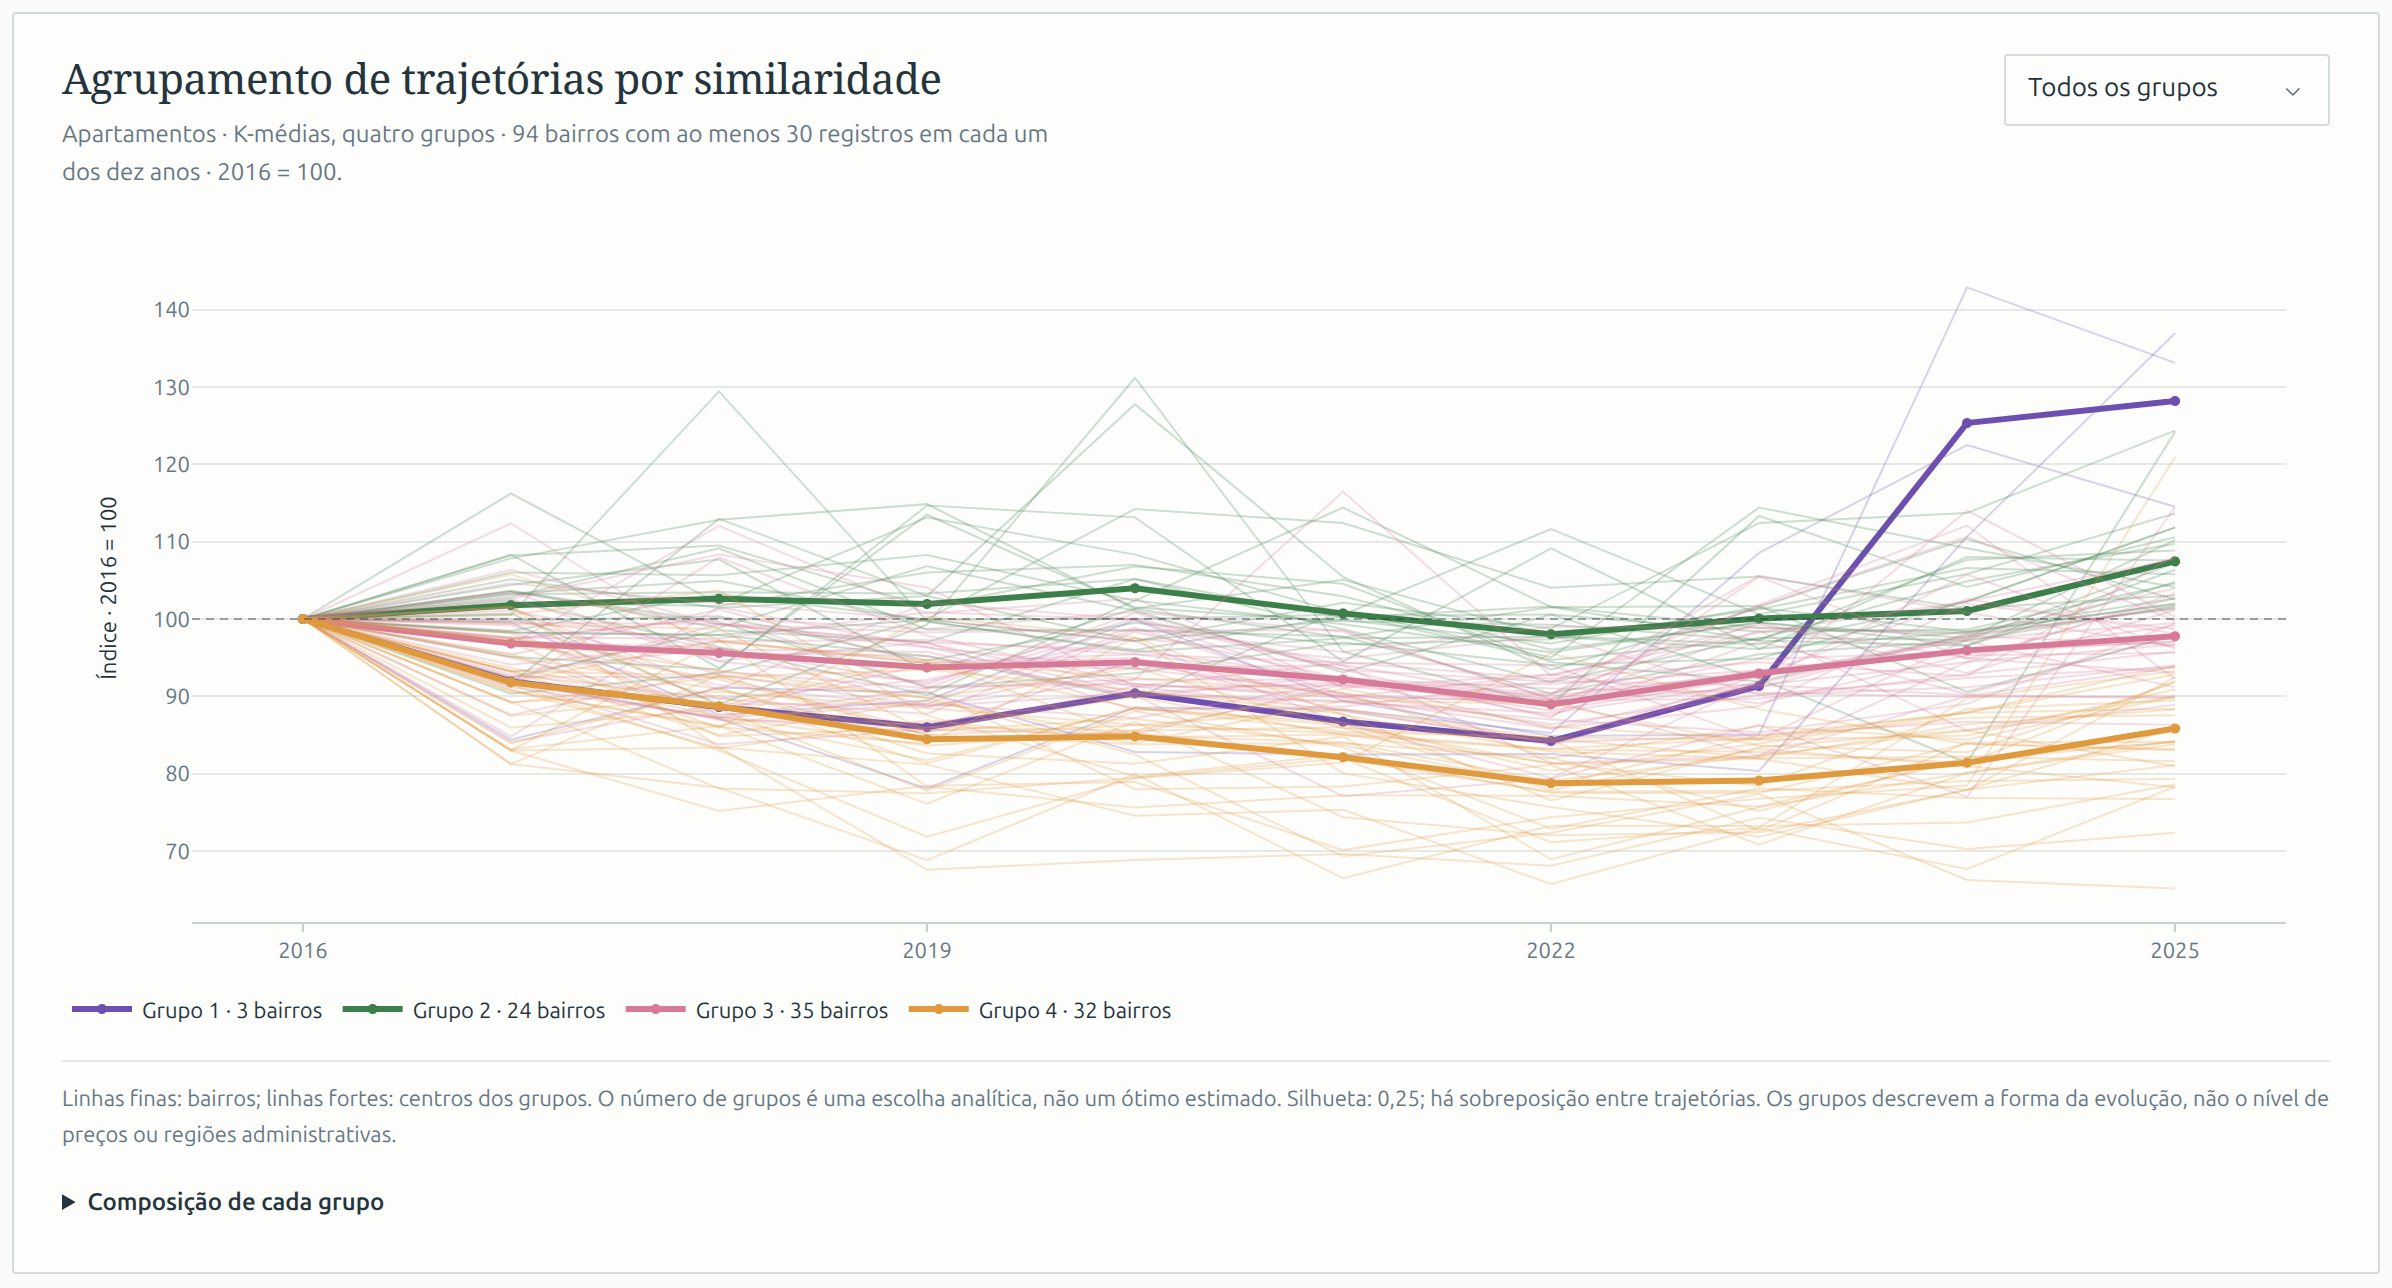 Agrupamento de trajetórias por similaridade
Todos os grupos
Apartamentos · K-médias, quatro grupos · 94 bairros com ao menos 30 registros em cada um
dos dez anos · 2016 = 100.
Índice · 2016 = 100
140
130
120
110
100
90
80
70
2016
2019
2022
2025
Grupo 1 · 3 bairros
Grupo 2 · 24 bairros
Grupo 3 · 35 bairros
Grupo 4 · 32 bairros
Linhas finas: bairros; linhas fortes: centros dos grupos. O número de grupos é uma escolha analítica, não um ótimo estimado. Silhueta: 0,25; há sobreposição entre trajetórias. Os grupos descrevem a forma da evolução, não o nível de
preços ou regiões administrativas.
Composição de cada grupo